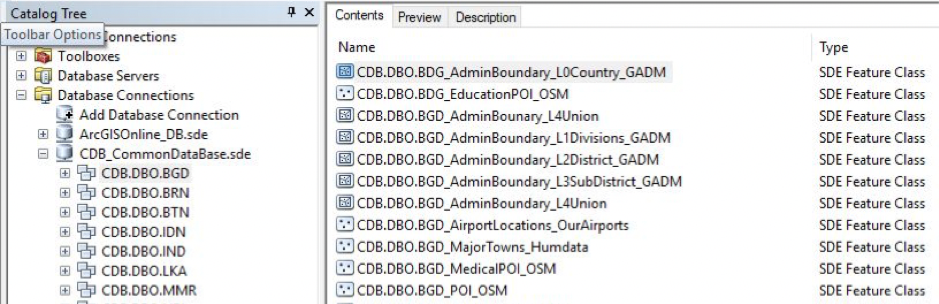 Catalog Tree
Toolbar Options
Connections
Toolboxes
Database Servers
Database Connections
Add Database Connection
ArcGISOnline_DB.sde
CDB_CommonDataBase.sde
CDB.DBO.BGD
CDB.DBO.BRN
CDB.DBO.BTN
CDB.DBO.IDN
CDB.DBO.IND
CDB.DBO.LKA
CDB.DBO.MMR
Contents Preview Description
Name Type
CDB.DBO.BDG_AdminBoundary_L0Country_GADM SDE Feature Class
CDB.DBO.BDG_EducationPOI_OSM SDE Feature Class
CDB.DBO.BGD_AdminBounary_L4Union SDE Feature Class
CDB.DBO.BGD_AdminBoundary_L1Divisions_GADM SDE Feature Class
CDB.DBO.BGD_AdminBoundary_L2District_GADM SDE Feature Class
CDB.DBO.BGD_AdminBoundary_L3SubDistrict_GADM SDE Feature Class
CDB.DBO.BGD_AdminBoundary_L4Union SDE Feature Class
CDB.DBO.BGD_AirportLocations_OurAirports SDE Feature Class
CDB.DBO.BGD_MajorTowns_Humdata SDE Feature Class
CDB.DBO.BGD_MedicalPOI_OSM SDE Feature Class
CDB.DBO.BGD_POI_OSM SDE Feature Class